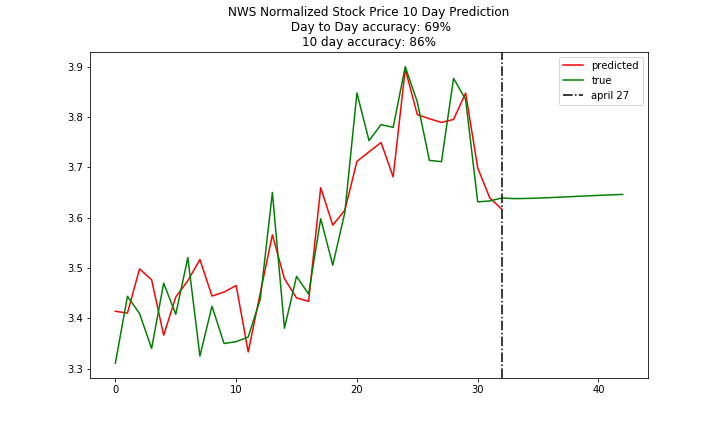 NWS Normalized Stock Price 10 Day Prediction
Day to Day accuracy: 69%
10 day accuracy: 86%
predicted
true
april 27
3.9
3.8
3.7
3.6
3.5
3.4
3.3
0 10 20 30 40